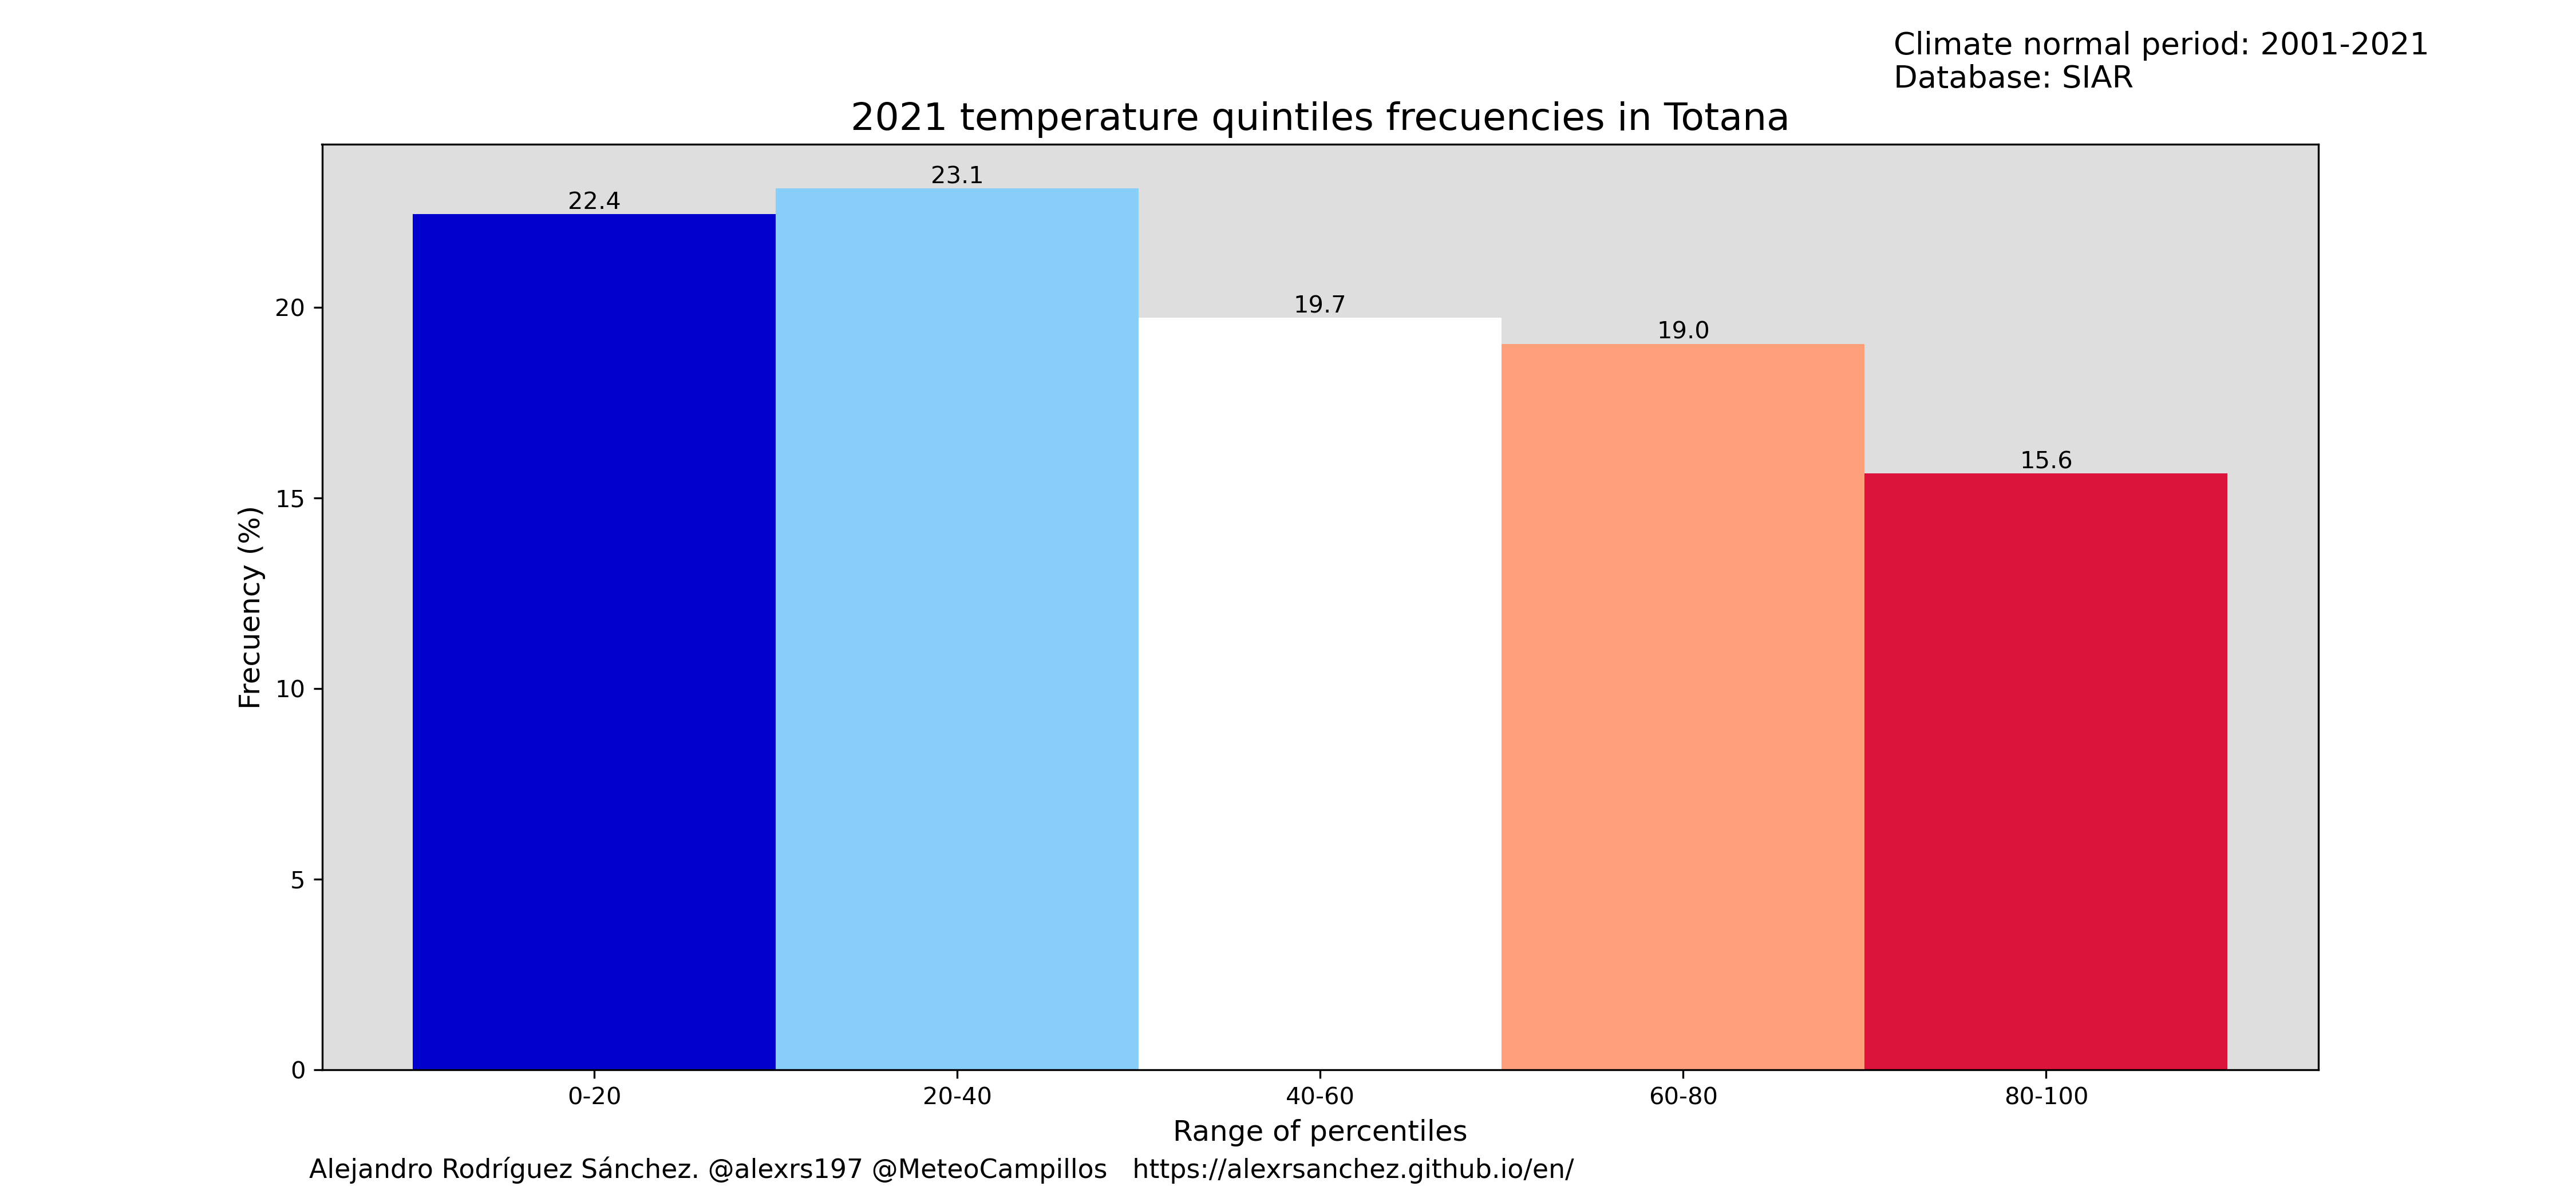 Climate normal period: 2001-2021
Database: SIAR
2021 temperature quintiles frecuencies in Totana
22.4
23.1
19.7
19.0
15.6
Frecuency (%)
20
15
10
5
0
0-20
20-40
40-60
60-80
80-100
Range of percentiles
Alejandro Rodríguez Sánchez. @alexrs197 @MeteoCampillos   https://alexrsanchez.github.io/en/